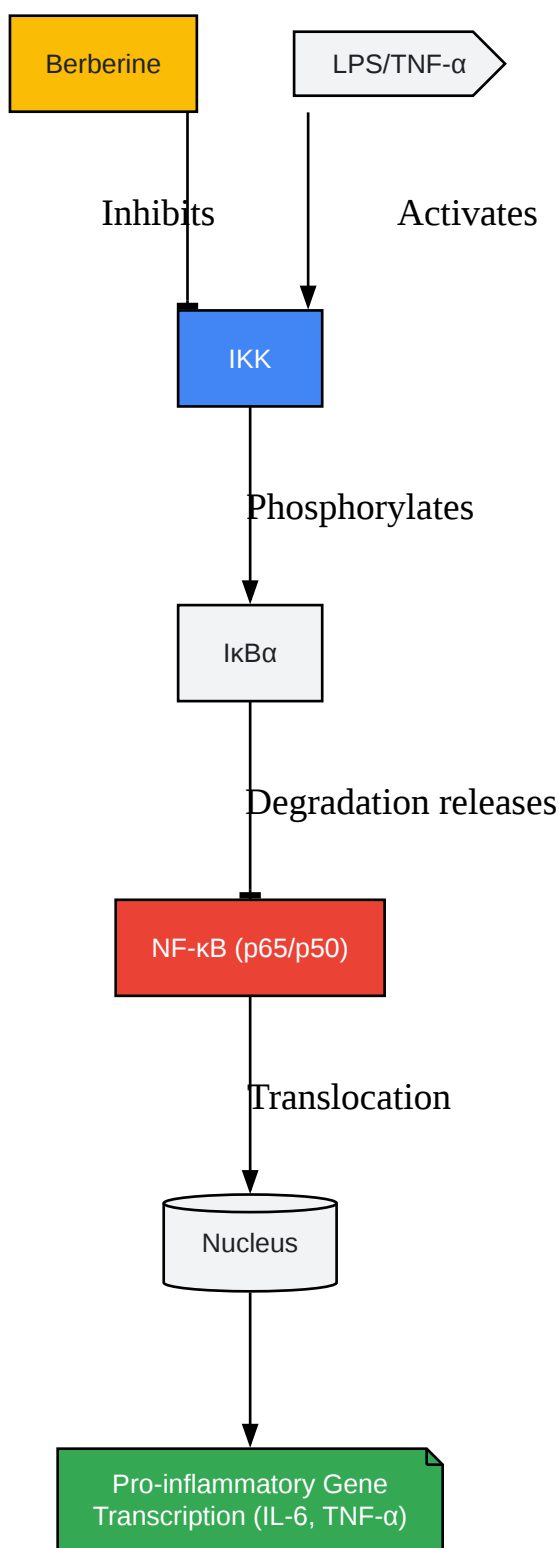 Berberine
LPS/TNF-α
Inhibits
Activates
IKK
Phosphorylates
IκBα
Degradation releases
NF-κB (p65/p50)
Translocation
Nucleus
Pro-inflammatory Gene
Transcription (IL-6, TNF-α)